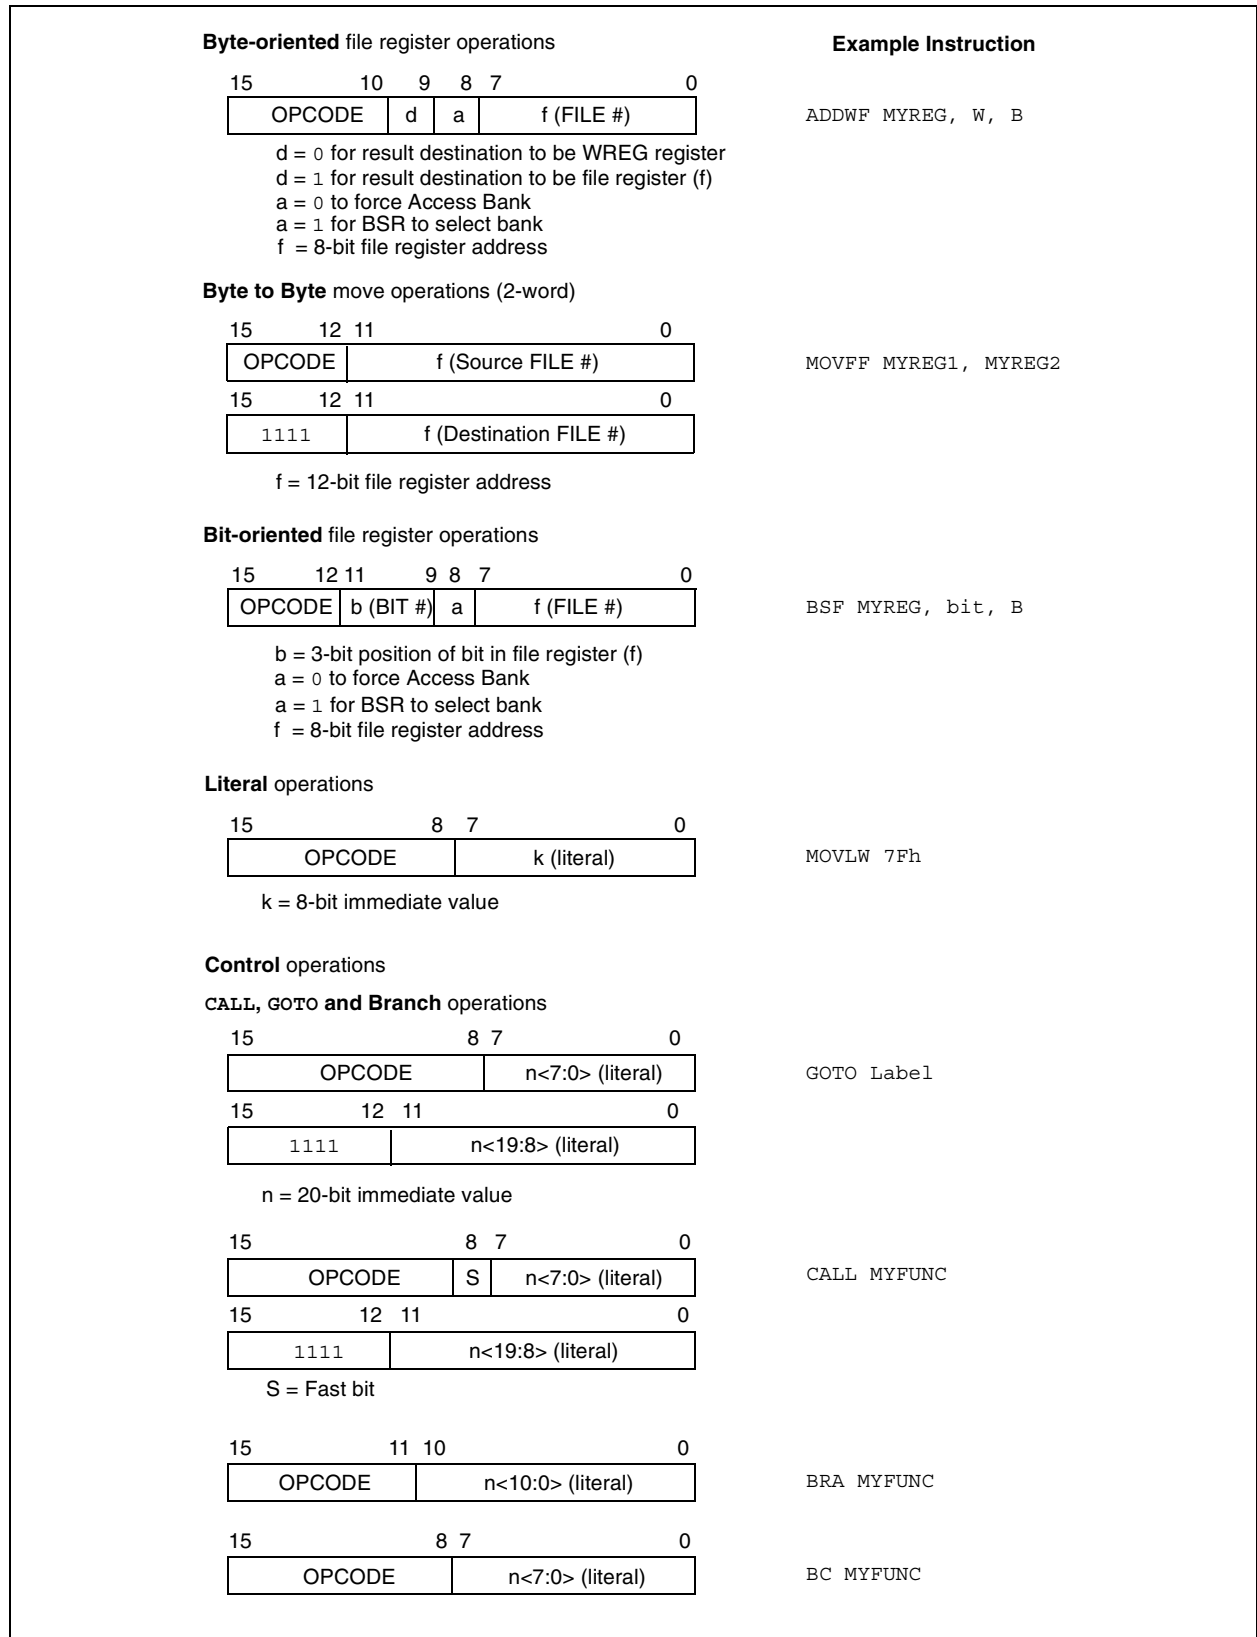 Byte-oriented file register operations Example Instruction
15 10 9 8 7 0
OPCODE d a f (FILE #) ADDWF MYREG, W, B
d = 0 for result destination to be WREG register
d = 1 for result destination to be file register (f)
a = 0 to force Access Bank
a = 1 for BSR to select bank
f = 8-bit file register address
Byte to Byte move operations (2-word)
15 12 11 0
OPCODE f (Source FILE #) MOVFF MYREG1, MYREG2
15 12 11 0
1111 f (Destination FILE #)
f = 12-bit file register address
Bit-oriented file register operations
15 12 11 9 8 7 0
OPCODE b (BIT #) a f (FILE #) BSF MYREG, bit, B
b = 3-bit position of bit in file register (f)
a = 0 to force Access Bank
a = 1 for BSR to select bank
f = 8-bit file register address
Literal operations
15 8 7 0
OPCODE k (literal) MOVLW 7Fh
k = 8-bit immediate value
Control operations
CALL, GOTO and Branch operations
15 8 7 0
OPCODE n<7:0> (literal) GOTO Label
15 12 11 0
1111 n<19:8> (literal)
n = 20-bit immediate value
15 8 7 0
OPCODE S n<7:0> (literal) CALL MYFUNC
15 12 11 0
1111 n<19:8> (literal)
S = Fast bit
15 11 10 0
OPCODE n<10:0> (literal) BRA MYFUNC
15 8 7 0
OPCODE n<7:0> (literal) BC MYFUNC